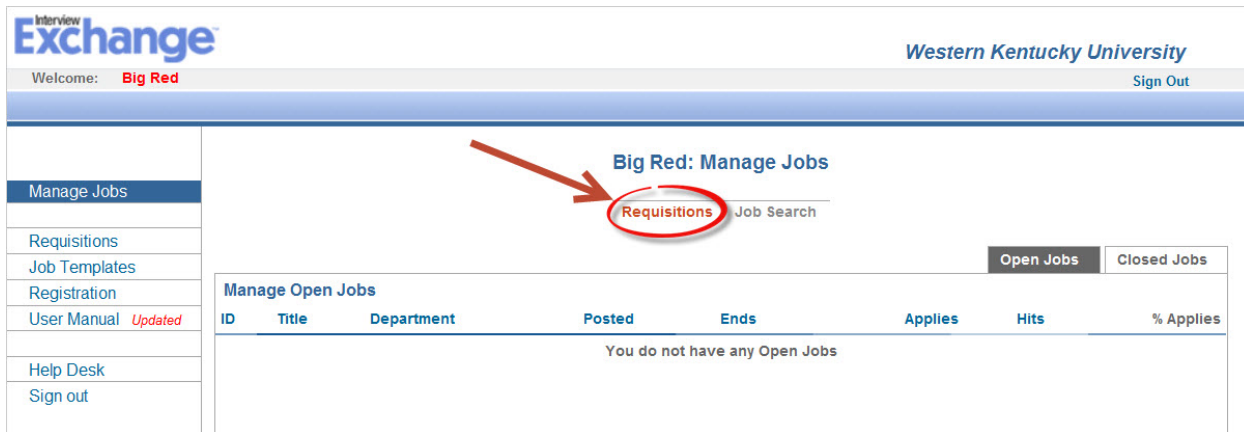 Interview
Exchange
Western Kentucky University
Welcome: Big Red
Sign Out
Big Red: Manage Jobs
Manage Jobs
Requisitions Job Search
Requisitions
Job Templates
Registration
User Manual Updated
Help Desk
Sign out
Open Jobs Closed Jobs
Manage Open Jobs
ID Title Department Posted Ends Applies Hits % Applies
You do not have any Open Jobs